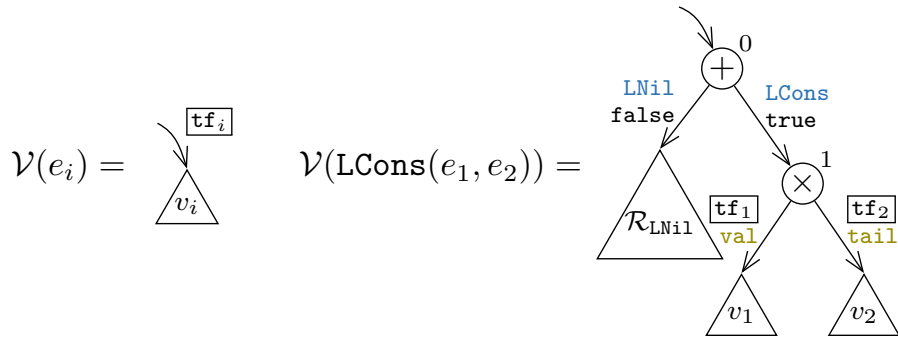 0
+
LNil
false
LCons
true
tf_i
𝒱(e_i) =
v_i
𝒱(LCons(e_1, e_2)) =
1
×
ℛ_LNil
tf_1
val
tf_2
tail
v_1
v_2